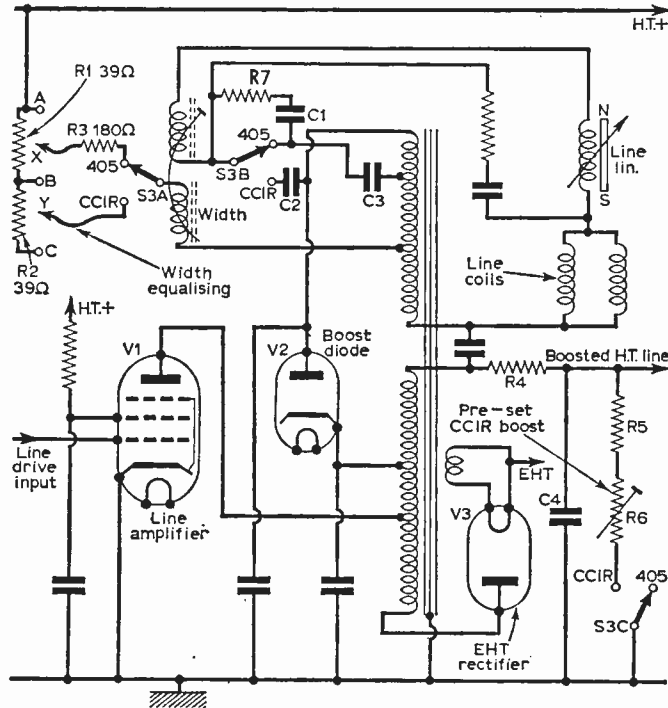 H.T.+
R1 39Ω
A
R3 180Ω
X
405
B
S3A
Y
CCIR
C
R2
39Ω
Width
equalising
R7
C1
405
S3B
CCIR
C2
C3
Width
N
Line
lin.
S
Line
coils
H.T.+
V1
V2
Boost
diode
Boosted H.T. line
R4
Pre-set
CCIR boost
R5
Line drive
input
Line
amplifier
EHT
V3
C4
R6
CCIR
405
S3C
EHT
rectifier